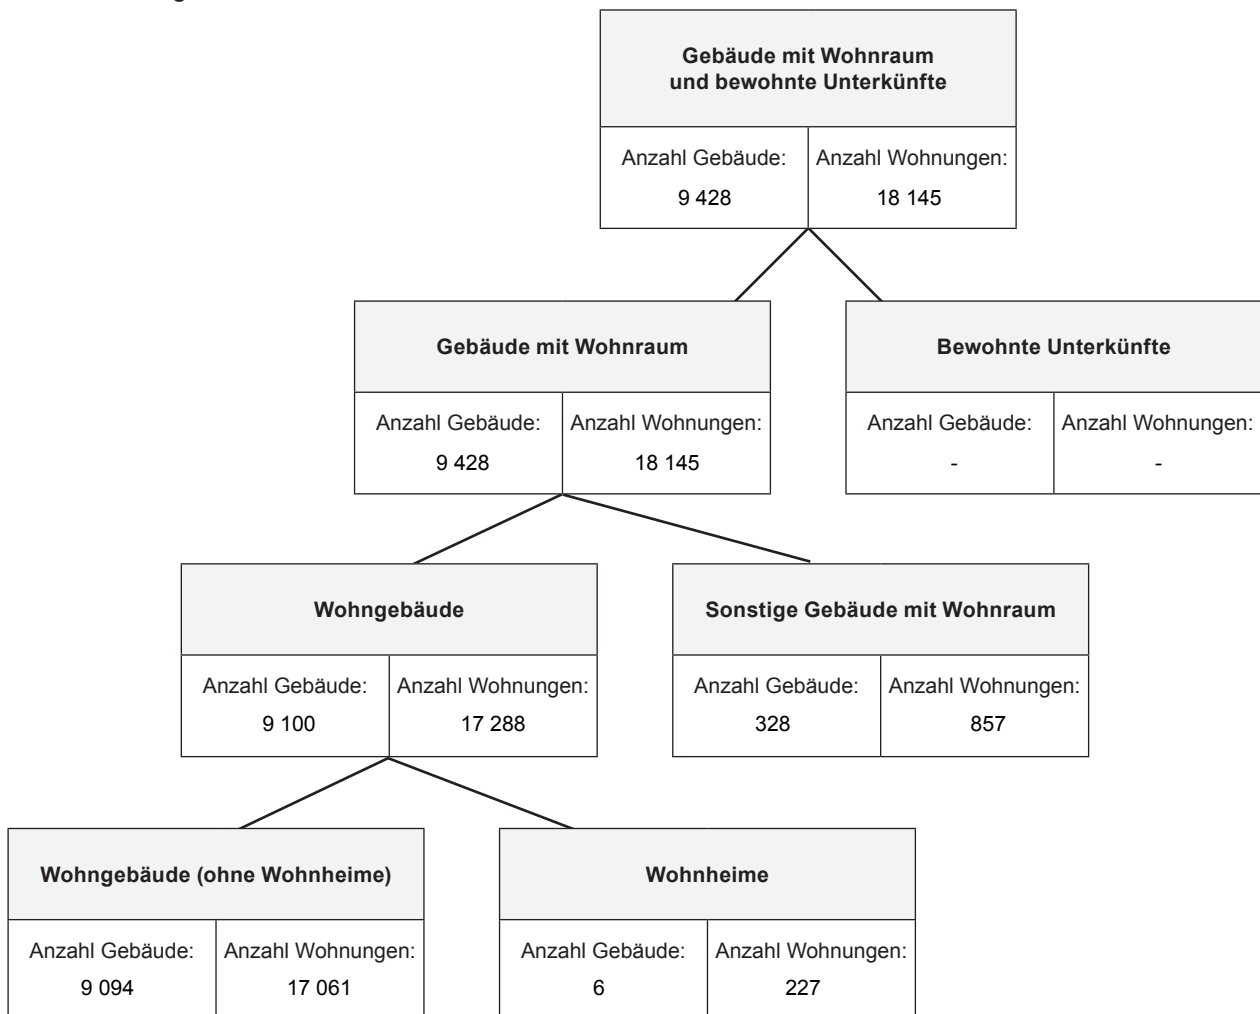 Gebäude mit Wohnraum
und bewohnte Unterkünfte
Anzahl Gebäude: Anzahl Wohnungen:
9 428 18 145
Gebäude mit Wohnraum Bewohnte Unterkünfte
Anzahl Gebäude: Anzahl Wohnungen: Anzahl Gebäude: Anzahl Wohnungen:
9 428 18 145 - -
Wohngebäude Sonstige Gebäude mit Wohnraum
Anzahl Gebäude: Anzahl Wohnungen: Anzahl Gebäude: Anzahl Wohnungen:
9 100 17 288 328 857
Wohngebäude (ohne Wohnheime) Wohnheime
Anzahl Gebäude: Anzahl Wohnungen: Anzahl Gebäude: Anzahl Wohnungen:
9 094 17 061 6 227